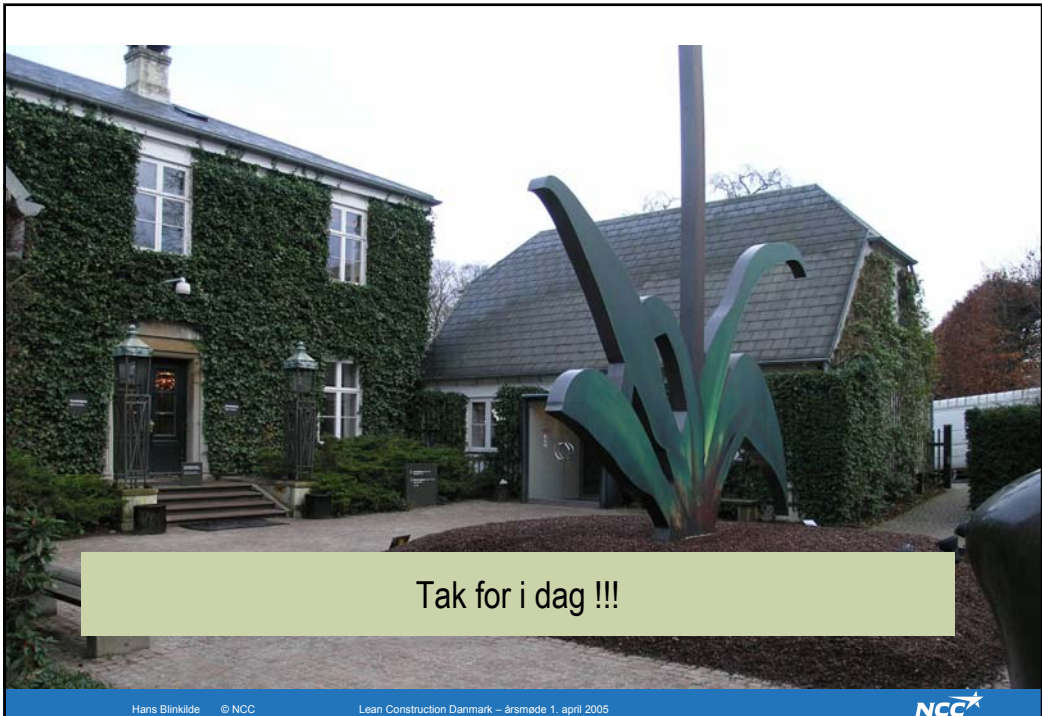 Tak for i dag !!!
Hans Blinkilde © NCC Lean Construction Danmark – årsmøde 1. april 2005 NCC